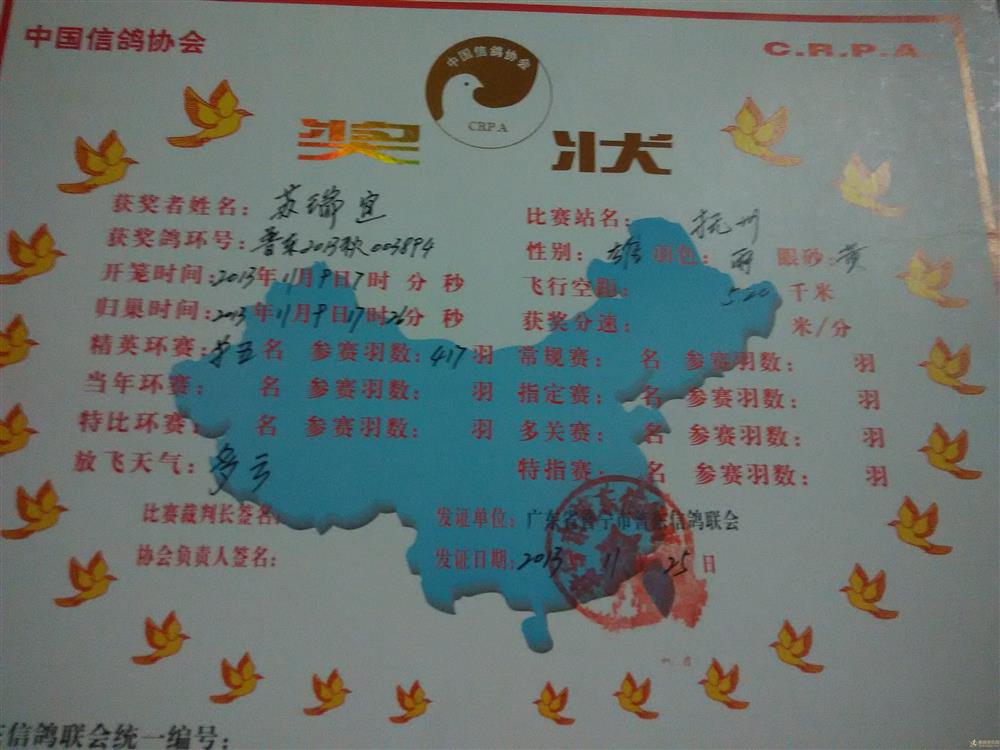 中国信鸽协会
C.R.P.A
中国信鸽协会
CRPA
奖状
获奖者姓名：苏瑞宜
比赛站名：抚州
获奖鸽环号：普东2013秋003894
性别：雄 羽色：雨 眼砂：黄
开笼时间：2013年11月9日7时 分 秒
飞行空距：520千米
归巢时间：2013年11月9日17时26分 秒
获奖分速： 米/分
精英环赛：第五名 参赛羽数：417羽
常规赛： 名 参赛羽数： 羽
当年环赛： 名 参赛羽数： 羽
指定赛： 名 参赛羽数： 羽
特比环赛： 名 参赛羽数： 羽
多关赛： 名 参赛羽数： 羽
放飞天气：多云
特指赛： 名 参赛羽数： 羽
比赛裁判长签名：
发证单位：广东省普宁市普东信鸽联会
协会负责人签名：
发证日期：2013年11月25日
信鸽联会统一编号：